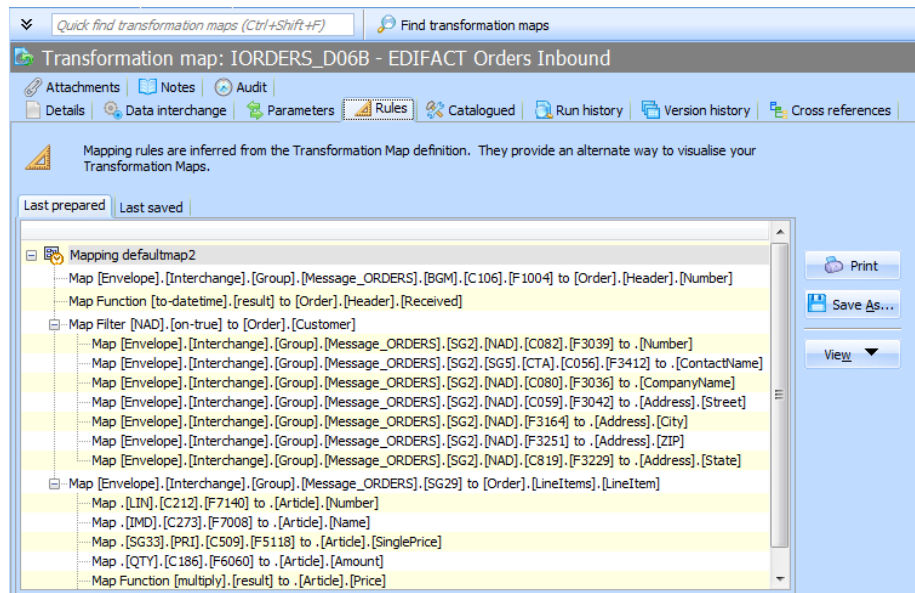 Quick find transformation maps (Ctrl+Shift+F) Find transformation maps
Transformation map: IORDERS_D06B - EDIFACT Orders Inbound
Attachments Notes Audit
Details Data interchange Parameters Rules Catalogued Run history Version history Cross references
Mapping rules are inferred from the Transformation Map definition. They provide an alternate way to visualise your
Transformation Maps.
Last prepared Last saved
Mapping defaultmap2
Map [Envelope].[Interchange].[Group].[Message_ORDERS].[BGM].[C106].[F1004] to [Order].[Header].[Number]
Map Function [to-datetime].[result] to [Order].[Header].[Received]
Map Filter [NAD].[on-true] to [Order].[Customer]
Map [Envelope].[Interchange].[Group].[Message_ORDERS].[SG2].[NAD].[C082].[F3039] to .[Number]
Map [Envelope].[Interchange].[Group].[Message_ORDERS].[SG2].[SG5].[CTA].[C056].[F3412] to .[ContactName]
Map [Envelope].[Interchange].[Group].[Message_ORDERS].[SG2].[NAD].[C080].[F3036] to .[CompanyName]
Map [Envelope].[Interchange].[Group].[Message_ORDERS].[SG2].[NAD].[C059].[F3042] to .[Address].[Street]
Map [Envelope].[Interchange].[Group].[Message_ORDERS].[SG2].[NAD].[F3164] to .[Address].[City]
Map [Envelope].[Interchange].[Group].[Message_ORDERS].[SG2].[NAD].[F3251] to .[Address].[ZIP]
Map [Envelope].[Interchange].[Group].[Message_ORDERS].[SG2].[NAD].[C819].[F3229] to .[Address].[State]
Map [Envelope].[Interchange].[Group].[Message_ORDERS].[SG29] to [Order].[LineItems].[LineItem]
Map .[LIN].[C212].[F7140] to .[Article].[Number]
Map .[IMD].[C273].[F7008] to .[Article].[Name]
Map .[SG33].[PRI].[C509].[F5118] to .[Article].[SinglePrice]
Map .[QTY].[C186].[F6060] to .[Article].[Amount]
Map Function [multiply].[result] to .[Article].[Price]
Print
Save As...
View